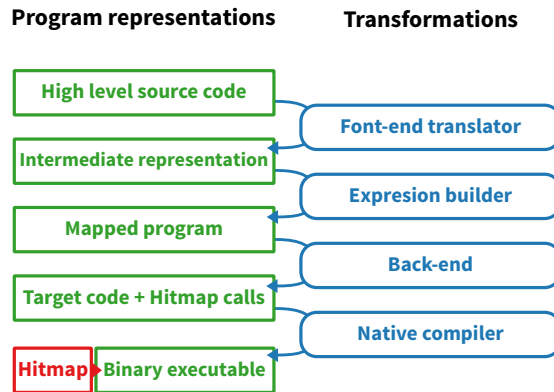 Program representations
Transformations
High level source code
Font-end translator
Intermediate representation
Expresion builder
Mapped program
Back-end
Target code + Hitmap calls
Native compiler
Hitmap
Binary executable